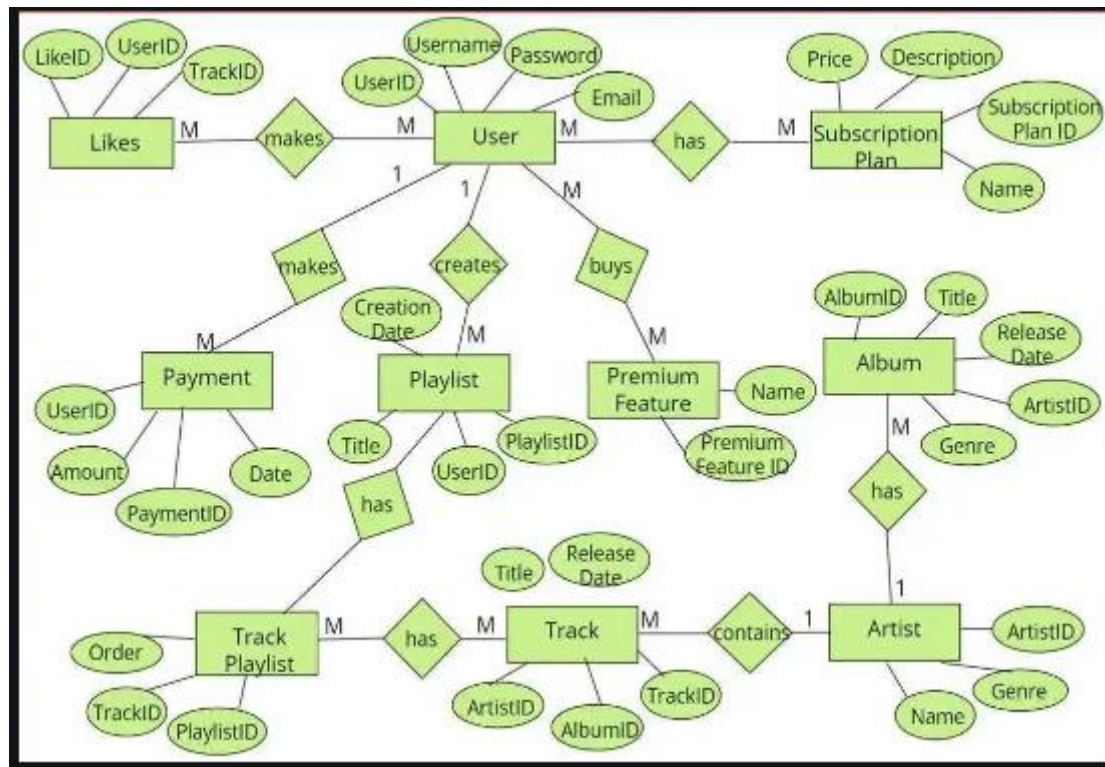 LikeID
UserID
TrackID
Likes
M
makes
M
UserID
Username
Password
Email
User
M
has
M
Price
Description
Subscription
Plan ID
Name
Subscription
Plan
1
makes
M
1
creates
M
M
buys
M
Payment
UserID
Amount
PaymentID
Date
Creation
Date
Playlist
Title
UserID
PlaylistID
Premium
Feature
Name
Premium
Feature ID
AlbumID
Title
Release
Date
ArtistID
Genre
Album
M
has
1
has
Track
Playlist
Order
TrackID
PlaylistID
M
has
M
Title
Release
Date
Track
ArtistID
AlbumID
TrackID
M
contains
1
Artist
ArtistID
Genre
Name